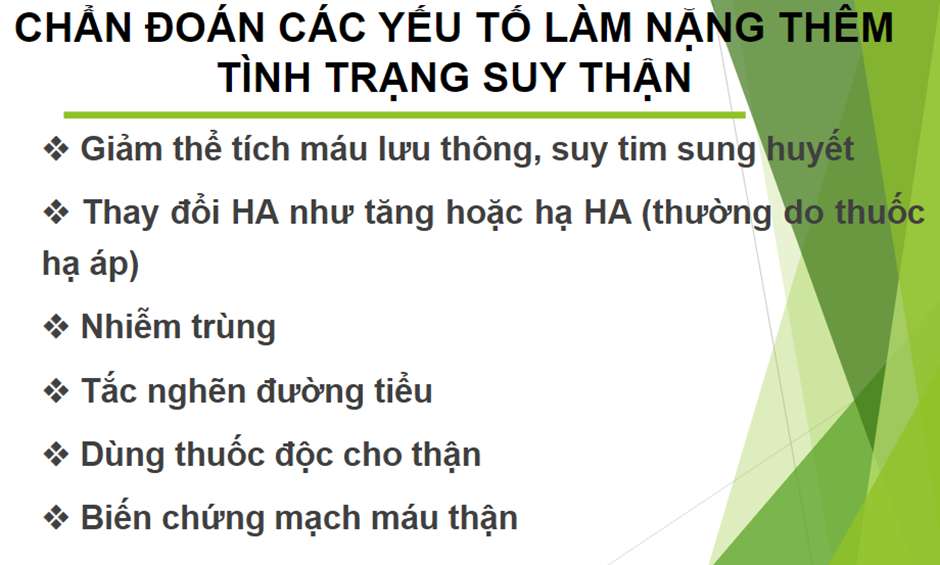 CHẨN ĐOÁN CÁC YẾU TỐ LÀM NẶNG THÊM
TÌNH TRẠNG SUY THẬN
❖ Giảm thể tích máu lưu thông, suy tim sung huyết
❖ Thay đổi HA như tăng hoặc hạ HA (thường do thuốc
hạ áp)
❖ Nhiễm trùng
❖ Tắc nghẽn đường tiểu
❖ Dùng thuốc độc cho thận
❖ Biến chứng mạch máu thận